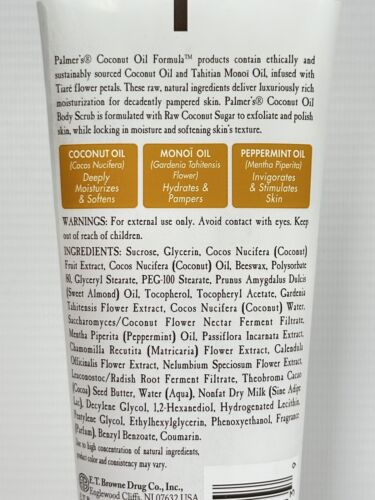 Palmer's® Coconut Oil Formula™ products contain ethically and
sustainably sourced Coconut Oil and Tahitian Monoi Oil, infused with
Tiaré flower petals. These raw, natural ingredients deliver luxuriously rich
moisturization for decadently pampered skin. Palmer's® Coconut Oil
Body Scrub is formulated with Raw Coconut Sugar to exfoliate and polish
skin, while locking in moisture and softening skin's texture.
COCONUT OIL
(Cocos Nucifera)
Deeply
Moisturizes
& Softens
MONOÏ OIL
(Gardenia Tahitensis
Flower)
Hydrates &
Pampers
PEPPERMINT OIL
(Mentha Piperita)
Invigorates
& Stimulates
Skin
WARNINGS: For external use only. Avoid contact with eyes. Keep
out of reach of children.
INGREDIENTS: Sucrose, Glycerin, Cocos Nucifera (Coconut)
Fruit Extract, Cocos Nucifera (Coconut) Oil, Beeswax, Polysorbate
80, Glyceryl Stearate, PEG-100 Stearate, Prunus Amygdalus Dulcis
(Sweet Almond) Oil, Tocopherol, Tocopheryl Acetate, Gardenia
Tahitensis Flower Extract, Cocos Nucifera (Coconut) Water,
Saccharomyces/Coconut Flower Nectar Ferment Filtrate,
Mentha Piperita (Peppermint) Oil, Passiflora Incarnata Extract,
Chamomilla Recutita (Matricaria) Flower Extract, Calendula
Officinalis Flower Extract, Nelumbium Speciosum Flower Extract,
Leuconostoc/Radish Root Ferment Filtrate, Theobroma Cacao
(Cocoa) Seed Butter, Water (Aqua), Nonfat Dry Milk (Sine Adipe
Lac), Decylene Glycol, 1,2-Hexanediol, Hydrogenated Lecithin,
Pentylene Glycol, Ethylhexylglycerin, Phenoxyethanol, Fragrance
(Parfum), Benzyl Benzoate, Coumarin.
Due to high concentration of natural ingredients,
product color and consistency may vary.
E.T. Browne Drug Co., Inc.,
Englewood Cliffs, NJ 07632 USA